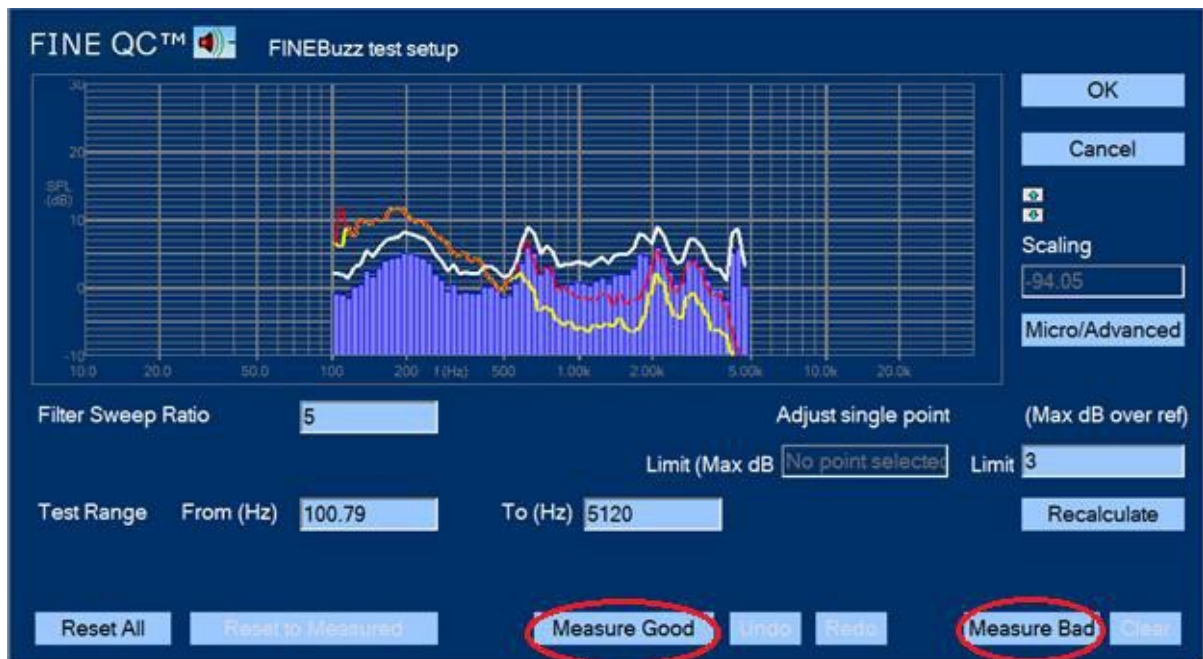 FINE QC™ FINEBuzz test setup
30
20
SPL
(dB)
10
0
-10
10.0 20.0 50.0 100 200 f (Hz) 500 1.00k 2.00k 5.00k 10.0k 20.0k
OK
Cancel
Scaling
-94.05
Micro/Advanced
Filter Sweep Ratio 5 Adjust single point (Max dB over ref)
Limit (Max dB No point selected Limit 3
Test Range From (Hz) 100.79 To (Hz) 5120 Recalculate
Reset All Reset to Measured Measure Good Undo Redo Measure Bad Clear